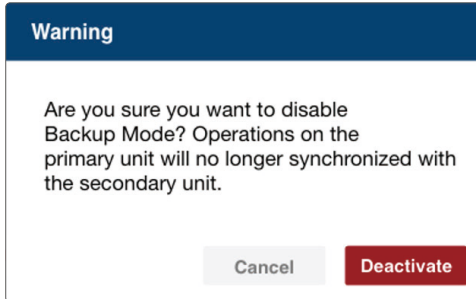 Warning
Are you sure you want to disable
Backup Mode? Operations on the
primary unit will no longer synchronized with
the secondary unit.
Cancel
Deactivate